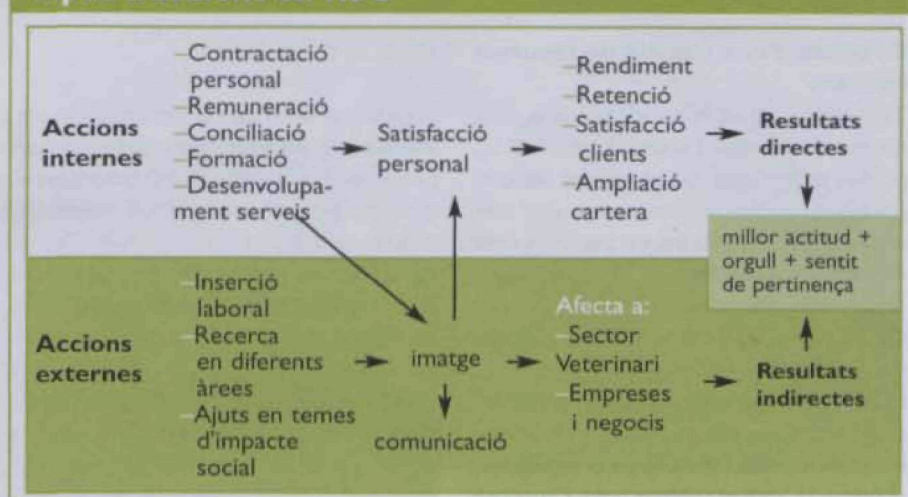 Accions
internes
–Contractació
personal
–Remuneració
–Conciliació
–Formació
–Desenvolupa-
ment serveis
Satisfacció
personal
–Rendiment
–Retenció
–Satisfacció
clients
–Ampliació
cartera
Resultats
directes
millor actitud +
orgull + sentit
de pertinença
Accions
externes
–Inserció
laboral
–Recerca
en diferents
àrees
–Ajuts en temes
d'impacte
social
imatge
comunicació
Afecta a:
–Sector
Veterinari
–Empreses
i negocis
Resultats
indirectes